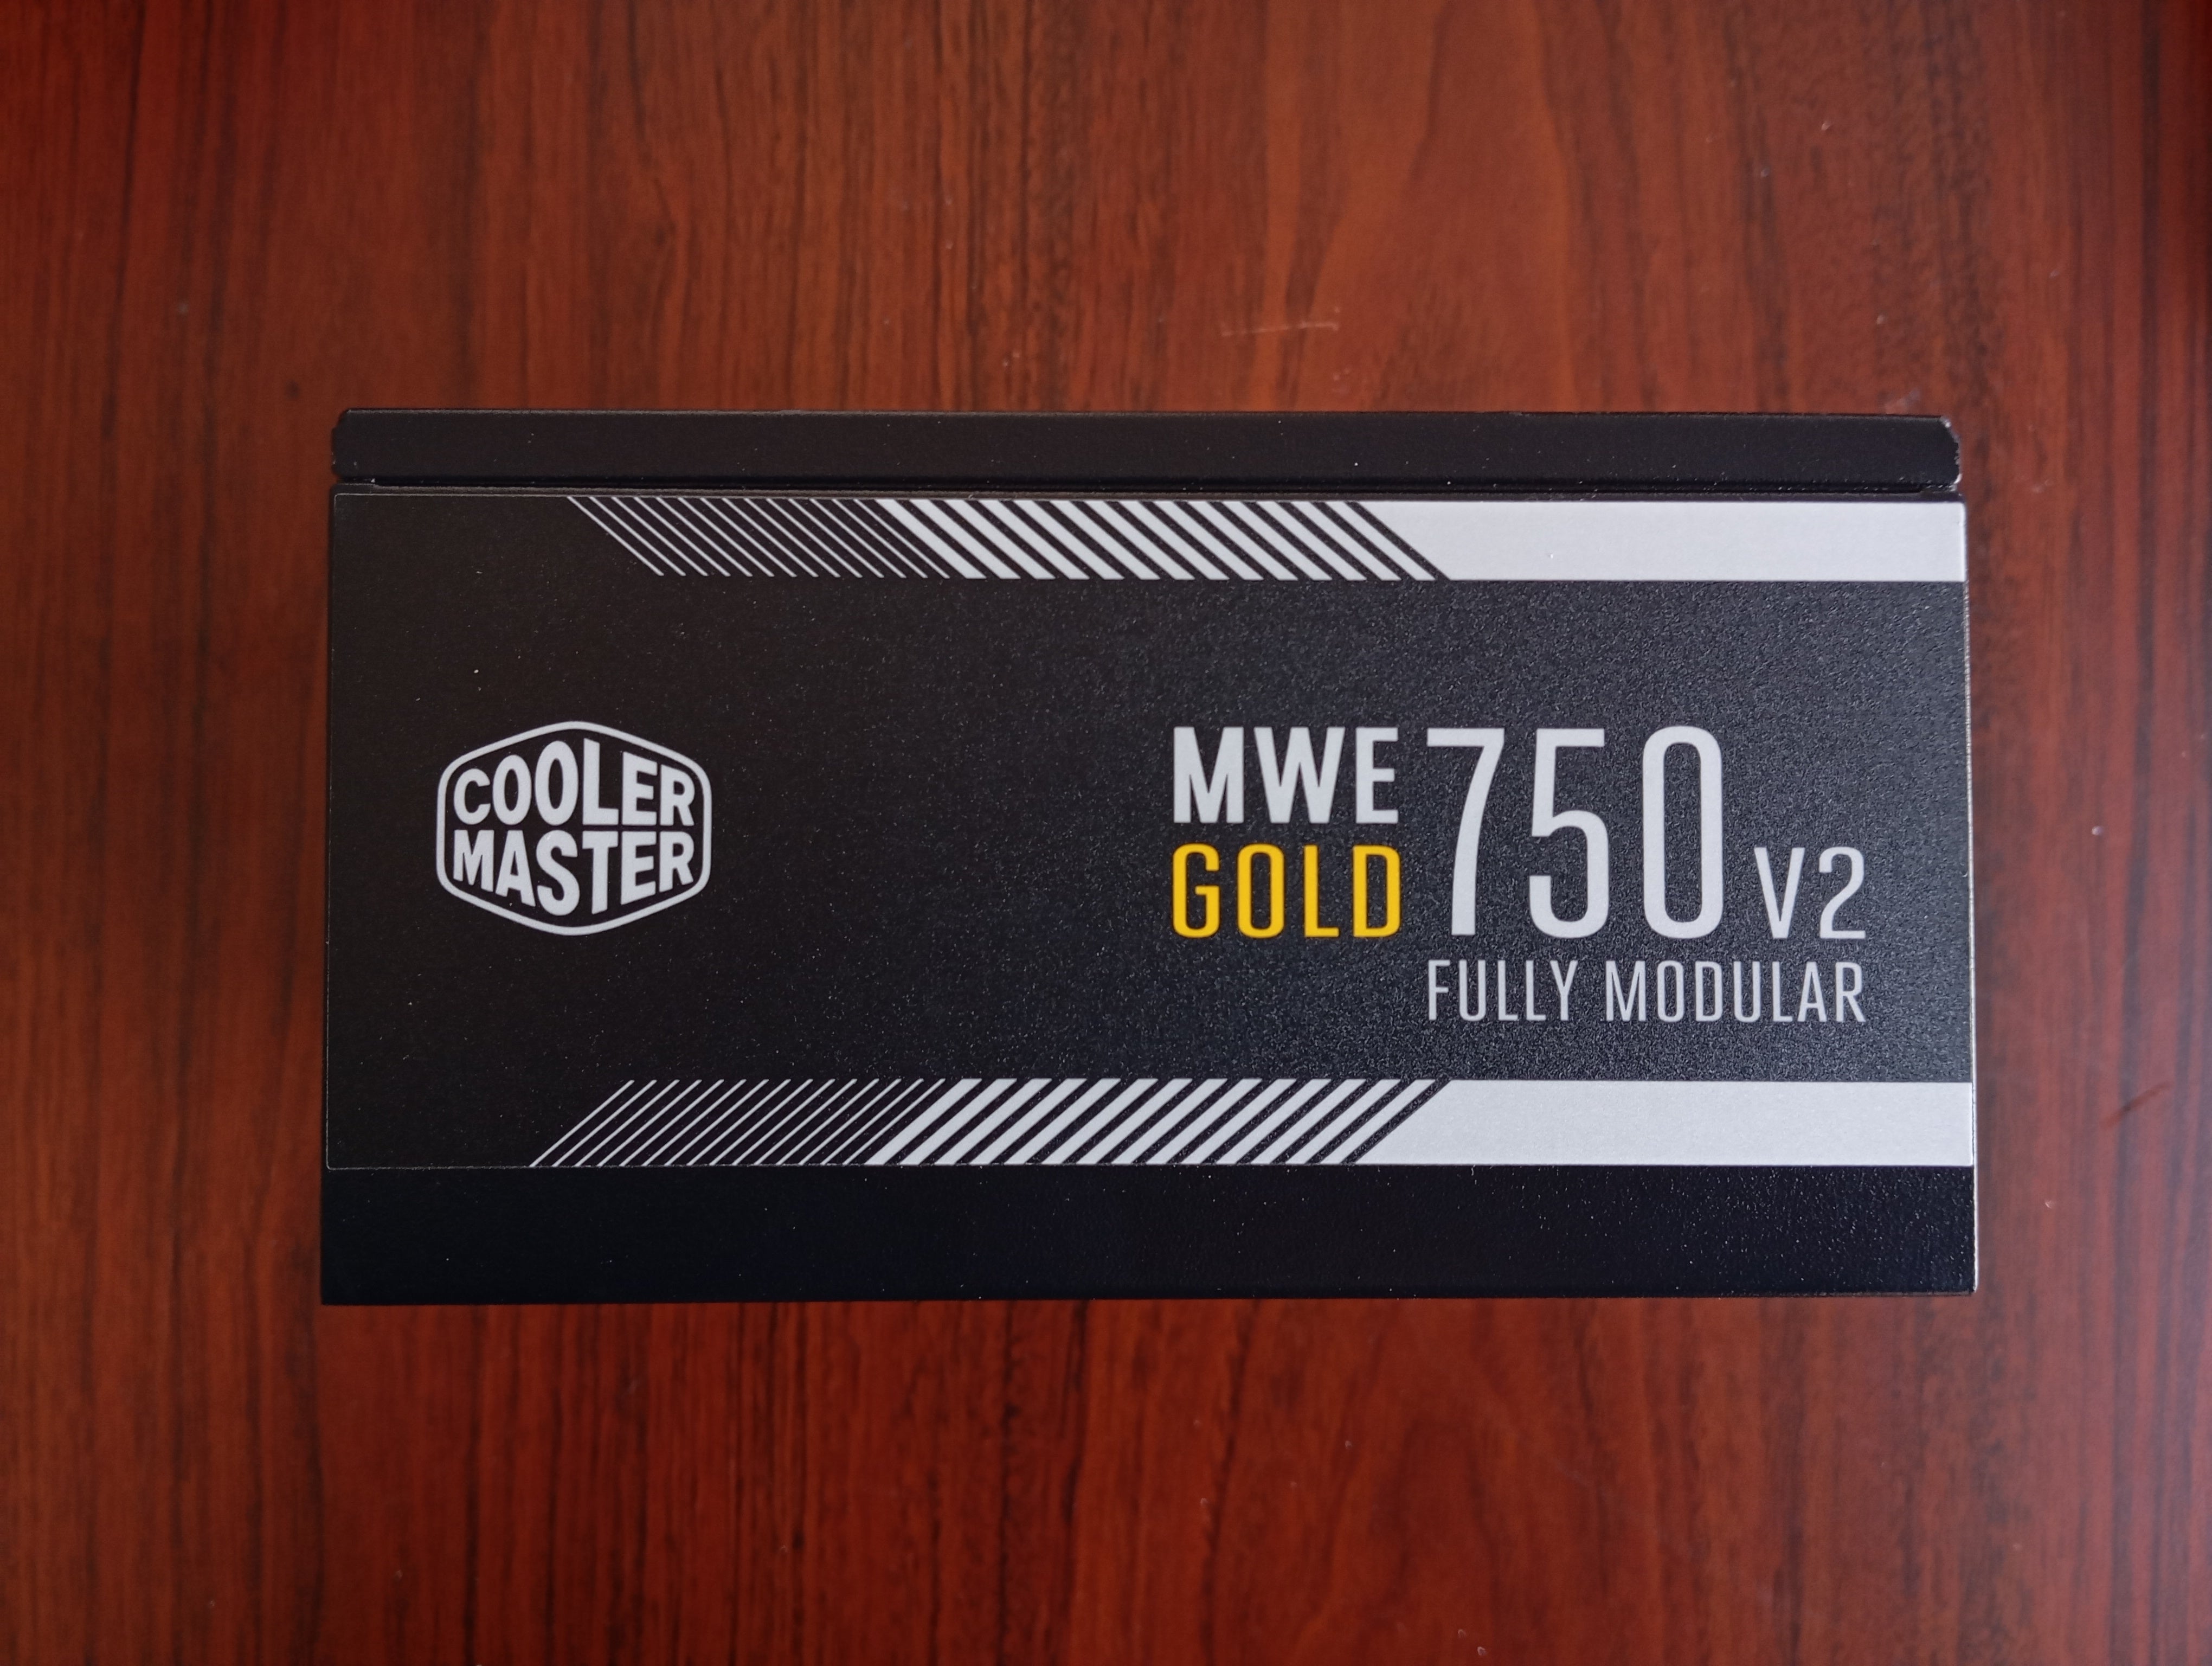 COOLER
MASTER
MWE 750 V2
GOLD
FULLY MODULAR